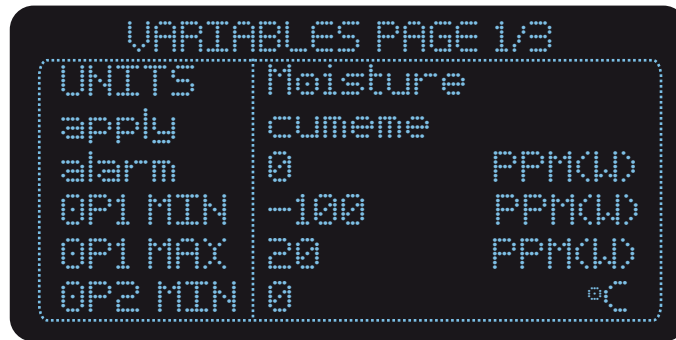 VARIABLES PAGE 1/3
UNITS Moisture
apply cumeme
alarm 0 PPM(W)
OP1 MIN -100 PPM(W)
OP1 MAX 20 PPM(W)
OP2 MIN 0 °C